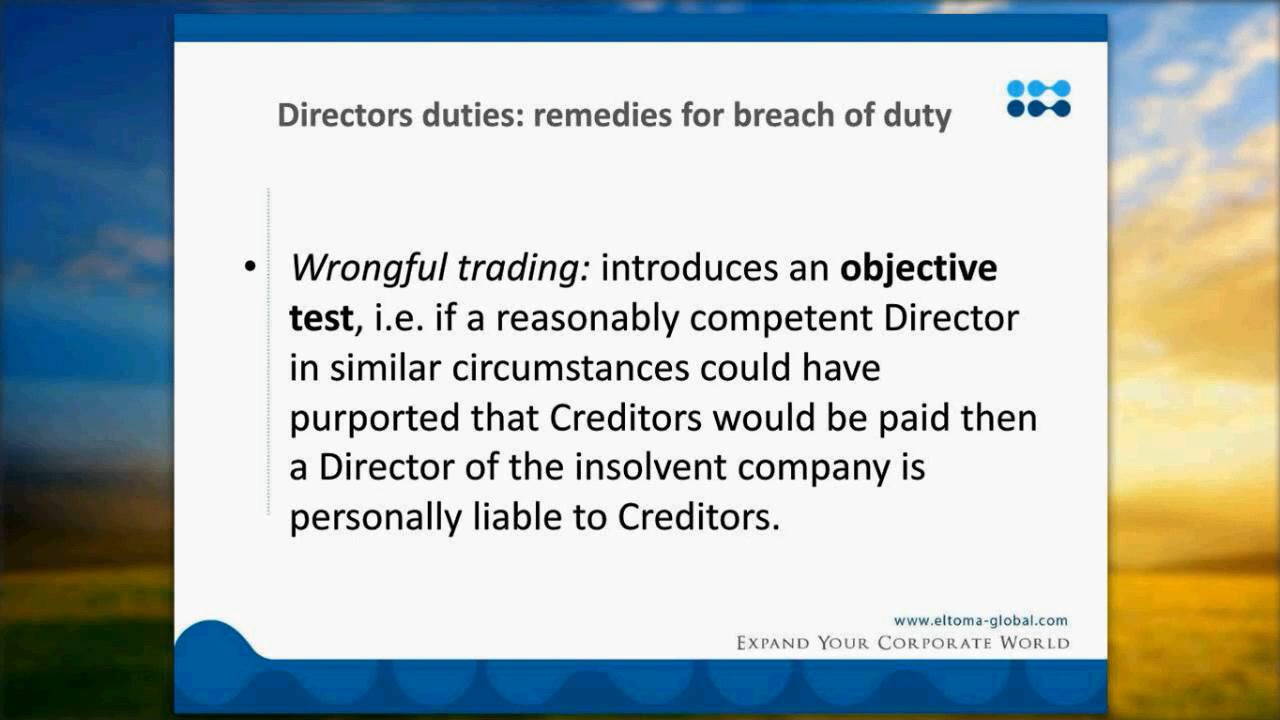 Directors duties: remedies for breach of duty
• Wrongful trading: introduces an objective
test, i.e. if a reasonably competent Director
in similar circumstances could have
purported that Creditors would be paid then
a Director of the insolvent company is
personally liable to Creditors.
www.eltoma-global.com
Expand Your Corporate World